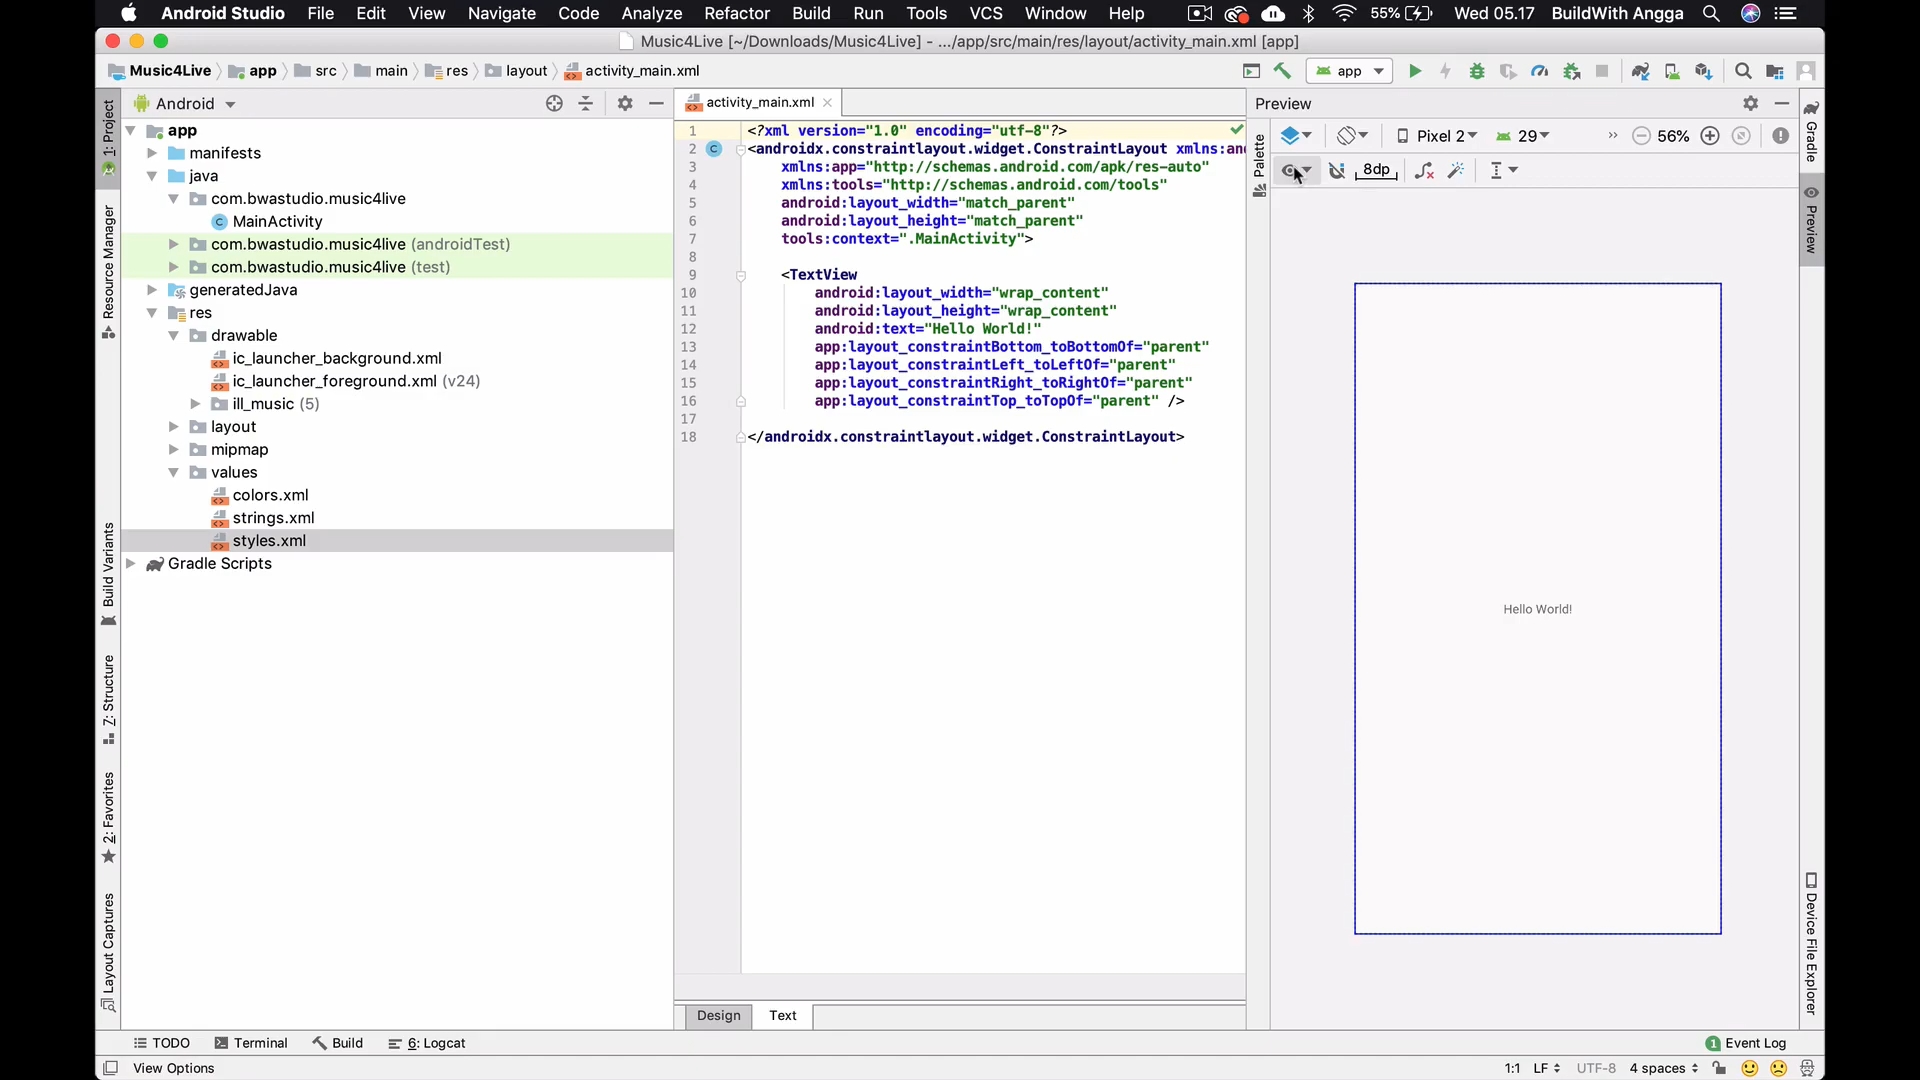 Android Studio File Edit View Navigate Code Analyze Refactor Build Run Tools VCS Window Help 55% Wed 05.17 BuildWith Angga
Music4Live [~/Downloads/Music4Live] - .../app/src/main/res/layout/activity_main.xml [app]
Music4Live app src main res layout activity_main.xml app
Android
activity_main.xml
Preview
1: Project
Resource Manager
Build Variants
Z: Structure
2: Favorites
Layout Captures
app
manifests
java
com.bwastudio.music4live
MainActivity
com.bwastudio.music4live (androidTest)
com.bwastudio.music4live (test)
generatedJava
res
drawable
ic_launcher_background.xml
ic_launcher_foreground.xml (v24)
ill_music (5)
layout
mipmap
values
colors.xml
strings.xml
styles.xml
Gradle Scripts
1 <?xml version="1.0" encoding="utf-8"?>
2 C <androidx.constraintlayout.widget.ConstraintLayout xmlns:an
3 xmlns:app="http://schemas.android.com/apk/res-auto"
4 xmlns:tools="http://schemas.android.com/tools"
5 android:layout_width="match_parent"
6 android:layout_height="match_parent"
7 tools:context=".MainActivity">
8
9 <TextView
10 android:layout_width="wrap_content"
11 android:layout_height="wrap_content"
12 android:text="Hello World!"
13 app:layout_constraintBottom_toBottomOf="parent"
14 app:layout_constraintLeft_toLeftOf="parent"
15 app:layout_constraintRight_toRightOf="parent"
16 app:layout_constraintTop_toTopOf="parent" />
17
18 </androidx.constraintlayout.widget.ConstraintLayout>
Design Text
Palette
Pixel 2 29 » 56%
8dp
Hello World!
Gradle
Preview
Device File Explorer
TODO Terminal Build 6: Logcat 1 Event Log
View Options 1:1 LF UTF-8 4 spaces